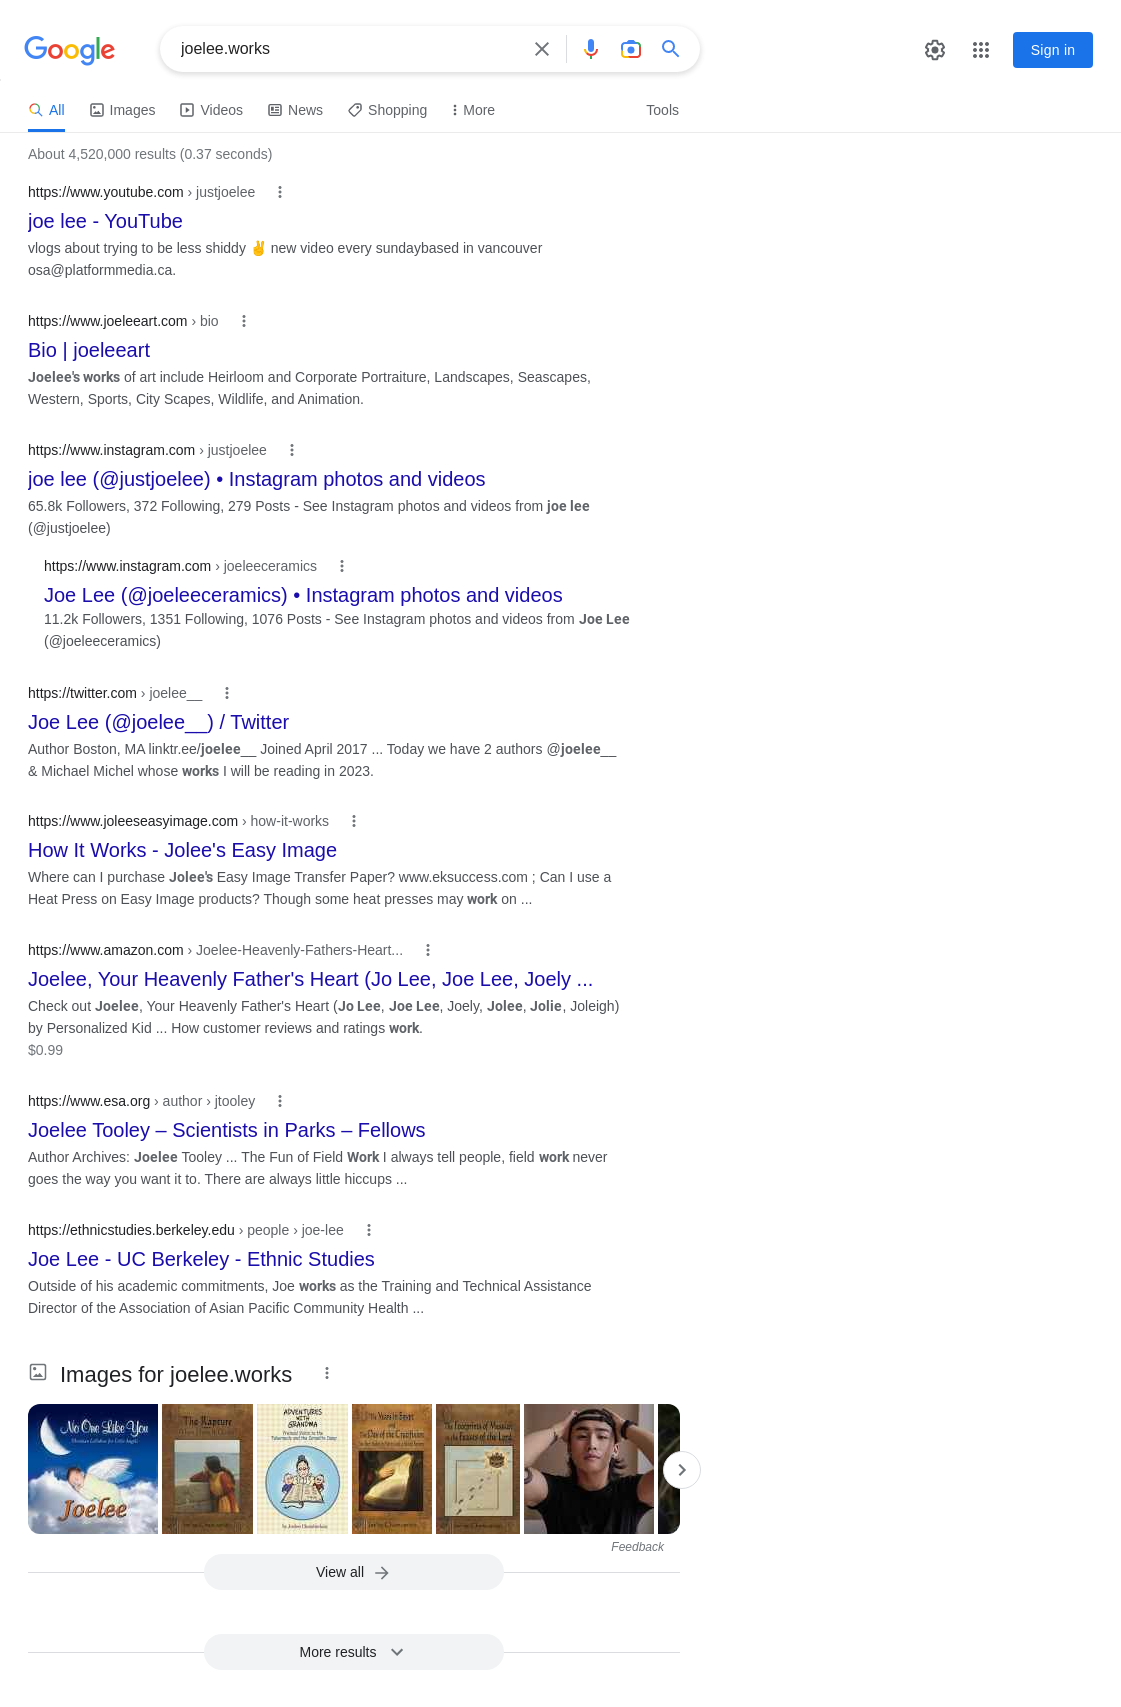 Google
joelee.works
Sign in
All
Images
Videos
News
Shopping
More
Tools
About 4,520,000 results (0.37 seconds)
https://www.youtube.com › justjoelee
joe lee - YouTube
vlogs about trying to be less shiddy ✌️ new video every sundaybased in vancouver
osa@platformmedia.ca.
https://www.joeleeart.com › bio
Bio | joeleeart
Joelee's works of art include Heirloom and Corporate Portraiture, Landscapes, Seascapes,
Western, Sports, City Scapes, Wildlife, and Animation.
https://www.instagram.com › justjoelee
joe lee (@justjoelee) • Instagram photos and videos
65.8k Followers, 372 Following, 279 Posts - See Instagram photos and videos from joe lee
(@justjoelee)
https://www.instagram.com › joeleeceramics
Joe Lee (@joeleeceramics) • Instagram photos and videos
11.2k Followers, 1351 Following, 1076 Posts - See Instagram photos and videos from Joe Lee
(@joeleeceramics)
https://twitter.com › joelee__
Joe Lee (@joelee__) / Twitter
Author Boston, MA linktr.ee/joelee__ Joined April 2017 ... Today we have 2 authors @joelee__
& Michael Michel whose works I will be reading in 2023.
https://www.joleeseasyimage.com › how-it-works
How It Works - Jolee's Easy Image
Where can I purchase Jolee's Easy Image Transfer Paper? www.eksuccess.com ; Can I use a
Heat Press on Easy Image products? Though some heat presses may work on ...
https://www.amazon.com › Joelee-Heavenly-Fathers-Heart...
Joelee, Your Heavenly Father's Heart (Jo Lee, Joe Lee, Joely ...
Check out Joelee, Your Heavenly Father's Heart (Jo Lee, Joe Lee, Joely, Jolee, Jolie, Joleigh)
by Personalized Kid ... How customer reviews and ratings work.
$0.99
https://www.esa.org › author › jtooley
Joelee Tooley – Scientists in Parks – Fellows
Author Archives: Joelee Tooley ... The Fun of Field Work I always tell people, field work never
goes the way you want it to. There are always little hiccups ...
https://ethnicstudies.berkeley.edu › people › joe-lee
Joe Lee - UC Berkeley - Ethnic Studies
Outside of his academic commitments, Joe works as the Training and Technical Assistance
Director of the Association of Asian Pacific Community Health ...
Images for joelee.works
No One Like You
Joelee
The Rapture
ADVENTURES
WITH
GRANDMA
Feedback
View all
More results